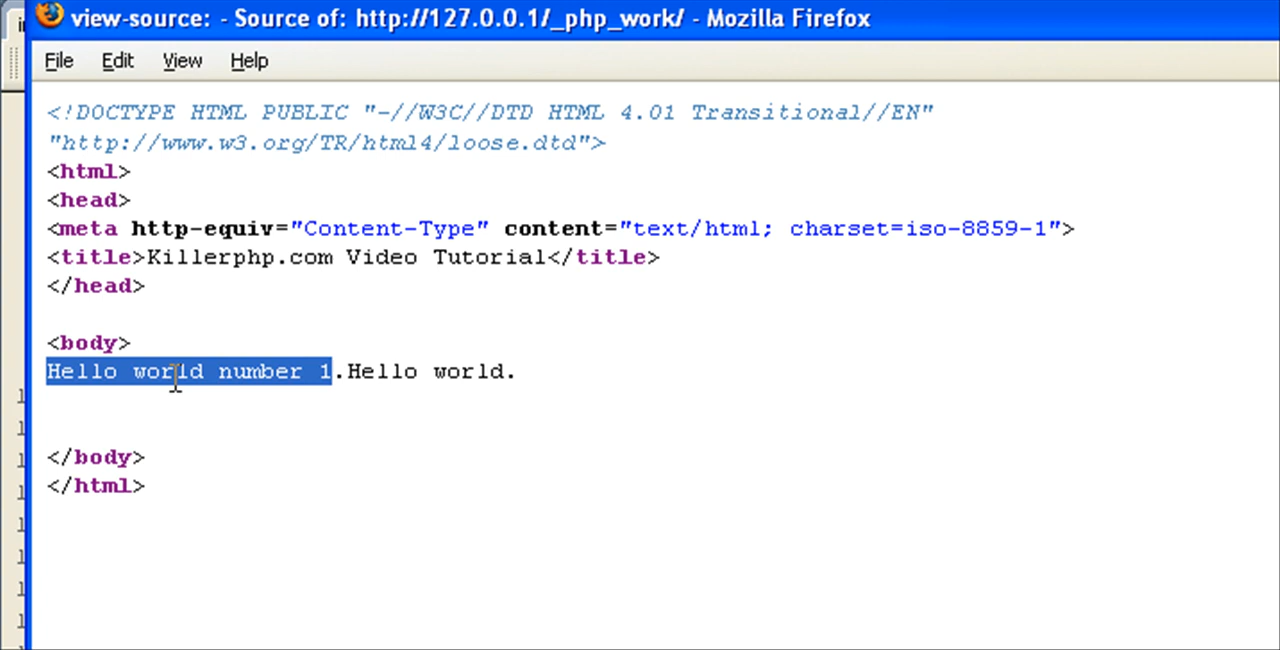 view-source: - Source of: http://127.0.0.1/_php_work/ - Mozilla Firefox
File Edit View Help
<!DOCTYPE HTML PUBLIC "-//W3C//DTD HTML 4.01 Transitional//EN"
"http://www.w3.org/TR/html4/loose.dtd">
<html>
<head>
<meta http-equiv="Content-Type" content="text/html; charset=iso-8859-1">
<title>Killerphp.com Video Tutorial</title>
</head>
<body>
Hello world number 1.Hello world.
</body>
</html>